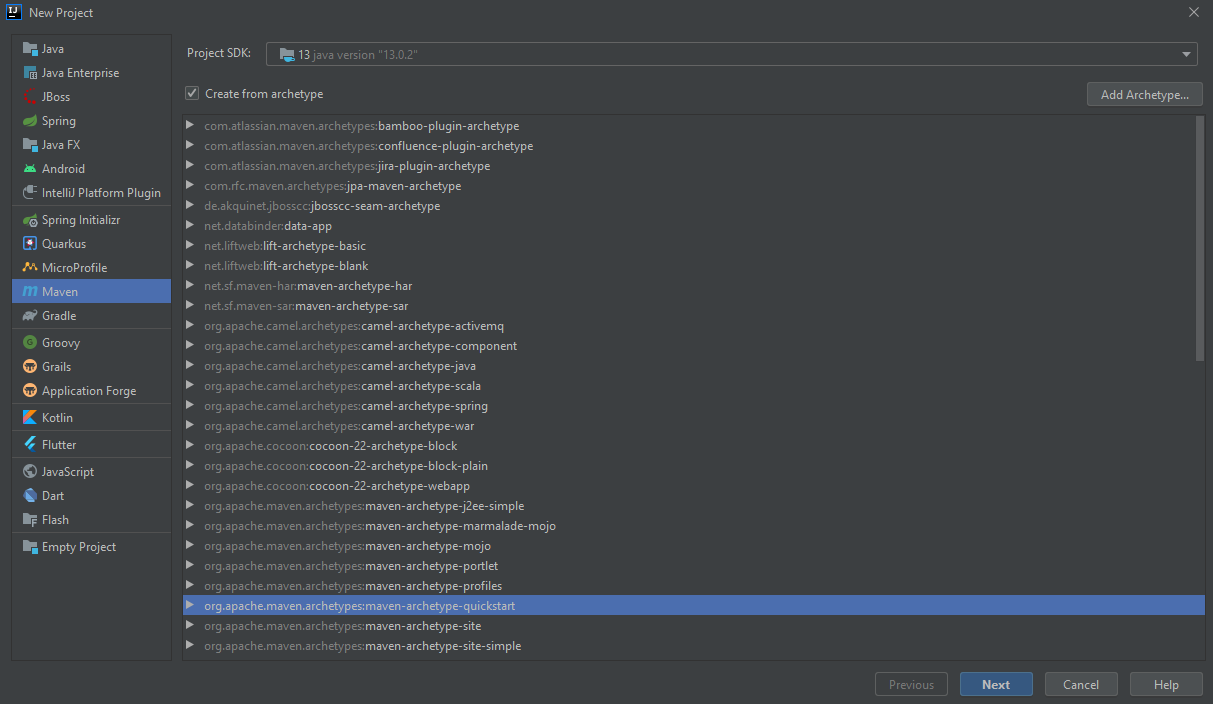 IJ New Project
Java
Java Enterprise
JBoss
Spring
Java FX
Android
IntelliJ Platform Plugin
Spring Initializr
Quarkus
MicroProfile
m Maven
Gradle
G Groovy
Grails
Application Forge
Kotlin
Flutter
JavaScript
Dart
Flash
Empty Project
Project SDK: 13 java version "13.0.2"
Create from archetype
Add Archetype...
com.atlassian.maven.archetypes:bamboo-plugin-archetype
com.atlassian.maven.archetypes:confluence-plugin-archetype
com.atlassian.maven.archetypes:jira-plugin-archetype
com.rfc.maven.archetypes:jpa-maven-archetype
de.akquinet.jbosscc:jbosscc-seam-archetype
net.databinder:data-app
net.liftweb:lift-archetype-basic
net.liftweb:lift-archetype-blank
net.sf.maven-har:maven-archetype-har
net.sf.maven-sar:maven-archetype-sar
org.apache.camel.archetypes:camel-archetype-activemq
org.apache.camel.archetypes:camel-archetype-component
org.apache.camel.archetypes:camel-archetype-java
org.apache.camel.archetypes:camel-archetype-scala
org.apache.camel.archetypes:camel-archetype-spring
org.apache.camel.archetypes:camel-archetype-war
org.apache.cocoon:cocoon-22-archetype-block
org.apache.cocoon:cocoon-22-archetype-block-plain
org.apache.cocoon:cocoon-22-archetype-webapp
org.apache.maven.archetypes:maven-archetype-j2ee-simple
org.apache.maven.archetypes:maven-archetype-marmalade-mojo
org.apache.maven.archetypes:maven-archetype-mojo
org.apache.maven.archetypes:maven-archetype-portlet
org.apache.maven.archetypes:maven-archetype-profiles
org.apache.maven.archetypes:maven-archetype-quickstart
org.apache.maven.archetypes:maven-archetype-site
org.apache.maven.archetypes:maven-archetype-site-simple
Previous Next Cancel Help